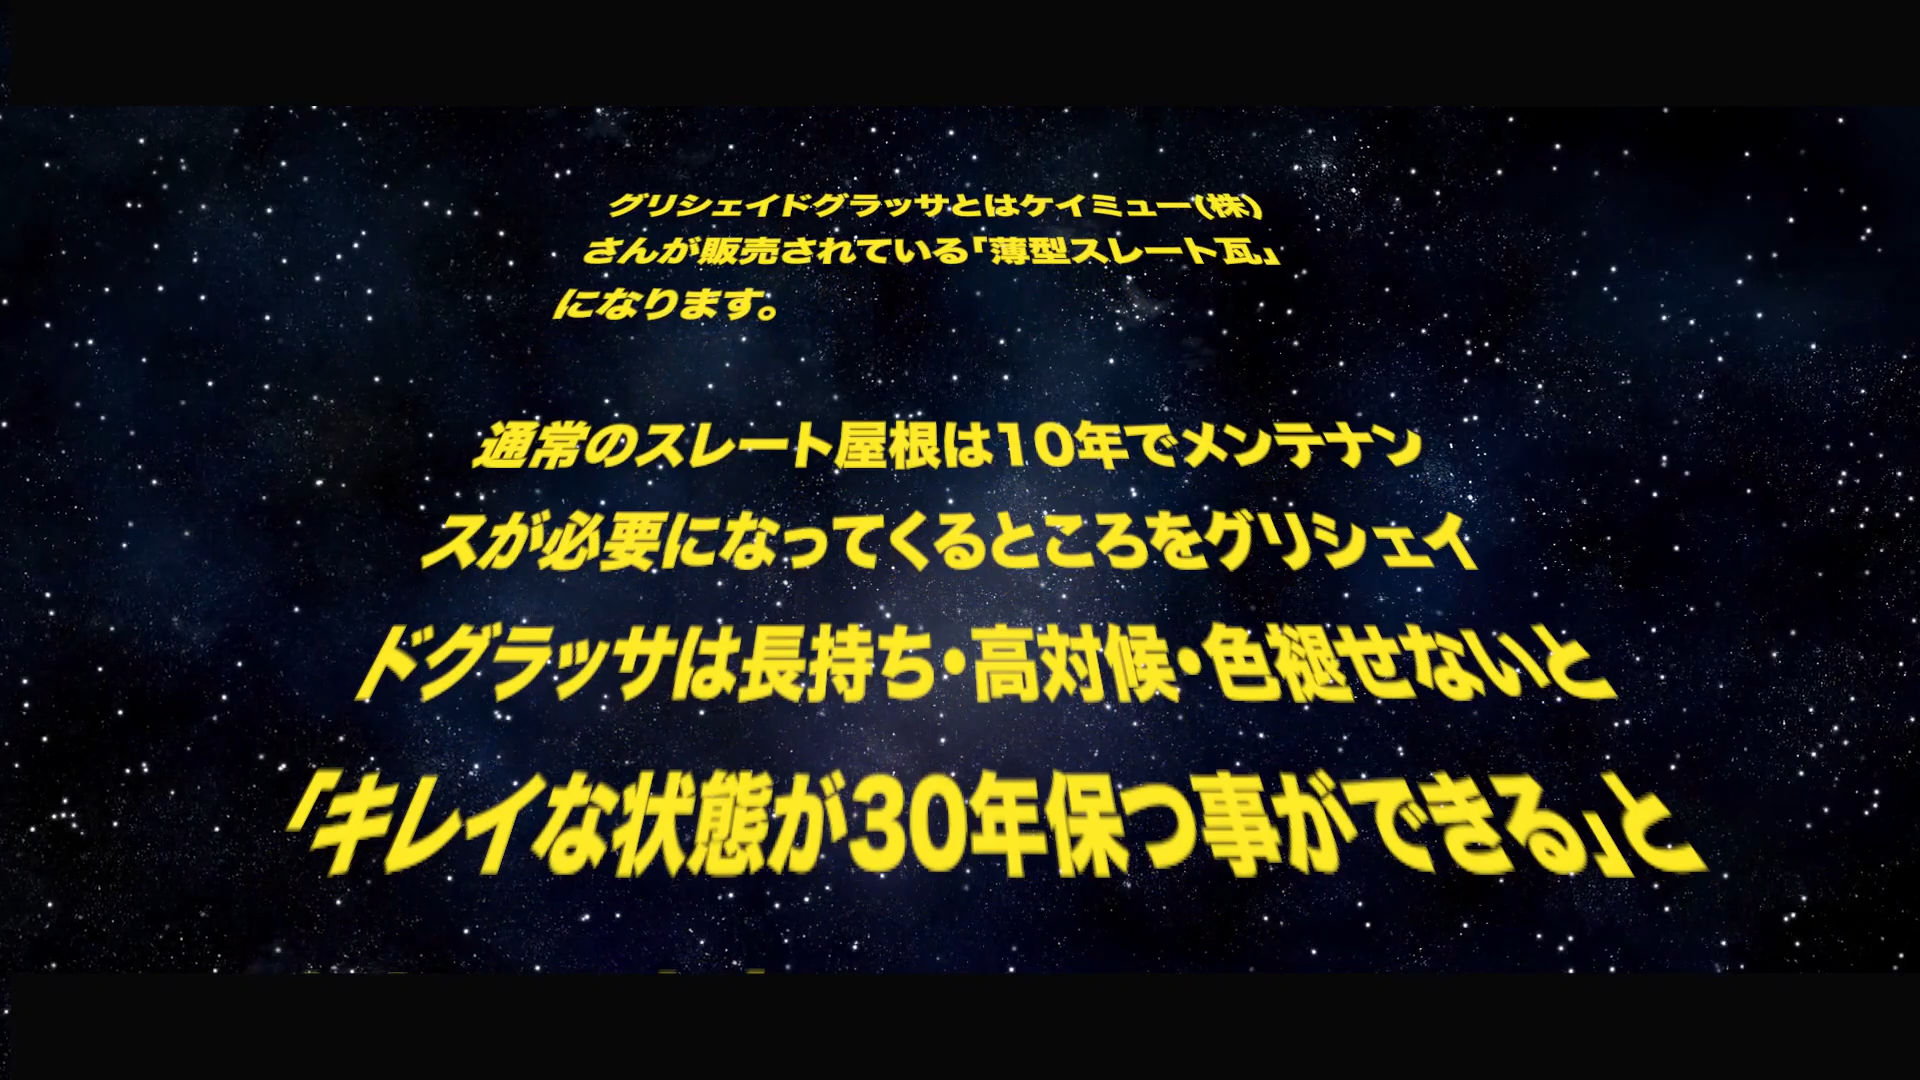 グリシェイドグラッサとはケイミュー(株)
さんが販売されている｢薄型スレート瓦｣
になります。
通常のスレート屋根は10年でメンテナン
スが必要になってくるところをグリシェイ
ドグラッサは長持ち・高対候・色褪せないと
｢キレイな状態が30年保つ事ができる｣と